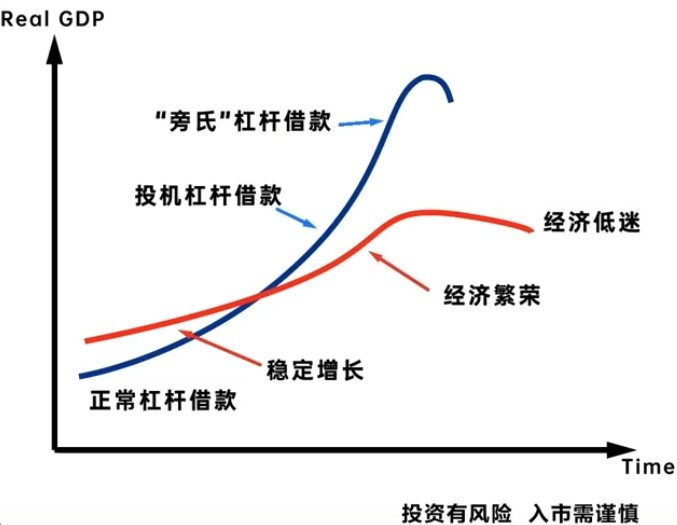 Real GDP
“旁氏”杠杆借款
投机杠杆借款
经济低迷
经济繁荣
稳定增长
正常杠杆借款
Time
投资有风险 入市需谨慎